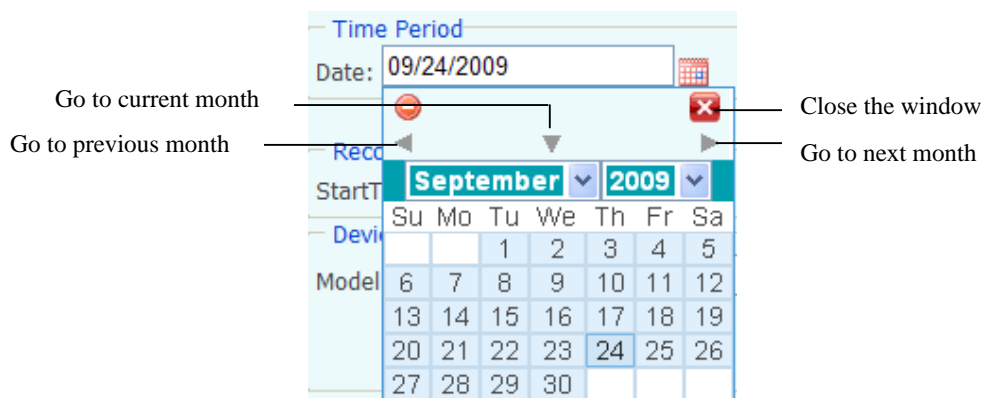 Time Period
Date: 09/24/2009
Go to current month
Close the window
Go to previous month
Go to next month
Reco
September 2009
StartT
Su Mo Tu We Th Fr Sa
Devi
1 2 3 4 5
Model 6 7 8 9 10 11 12
13 14 15 16 17 18 19
20 21 22 23 24 25 26
27 28 29 30